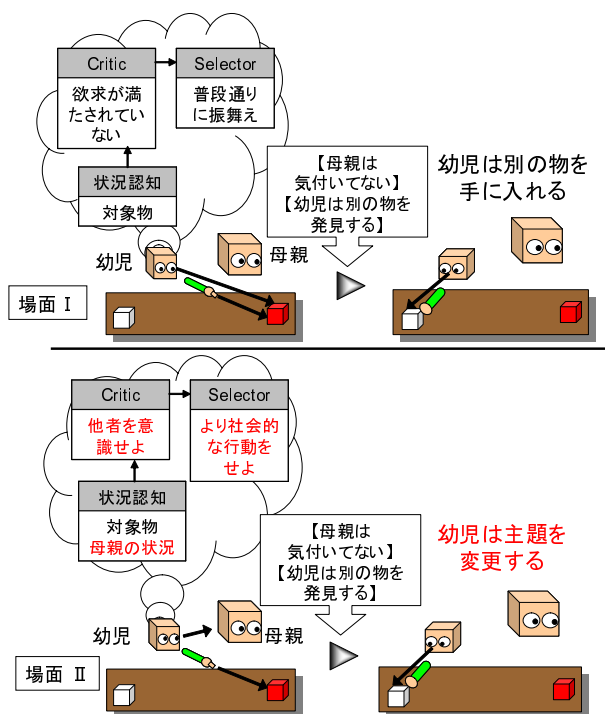 Critic
Selector
欲求が満
たされてい
ない
普段通り
に振舞え
状況認知
対象物
【母親は
気付いてない】
【幼児は別の物を
発見する】
幼児は別の物を
手に入れる
幼児
母親
場面 Ⅰ
Critic
Selector
他者を意
識せよ
より社会的
な行動を
せよ
状況認知
対象物
母親の状況
【母親は
気付いてない】
【幼児は別の物を
発見する】
幼児は主題を
変更する
幼児
母親
場面 Ⅱ